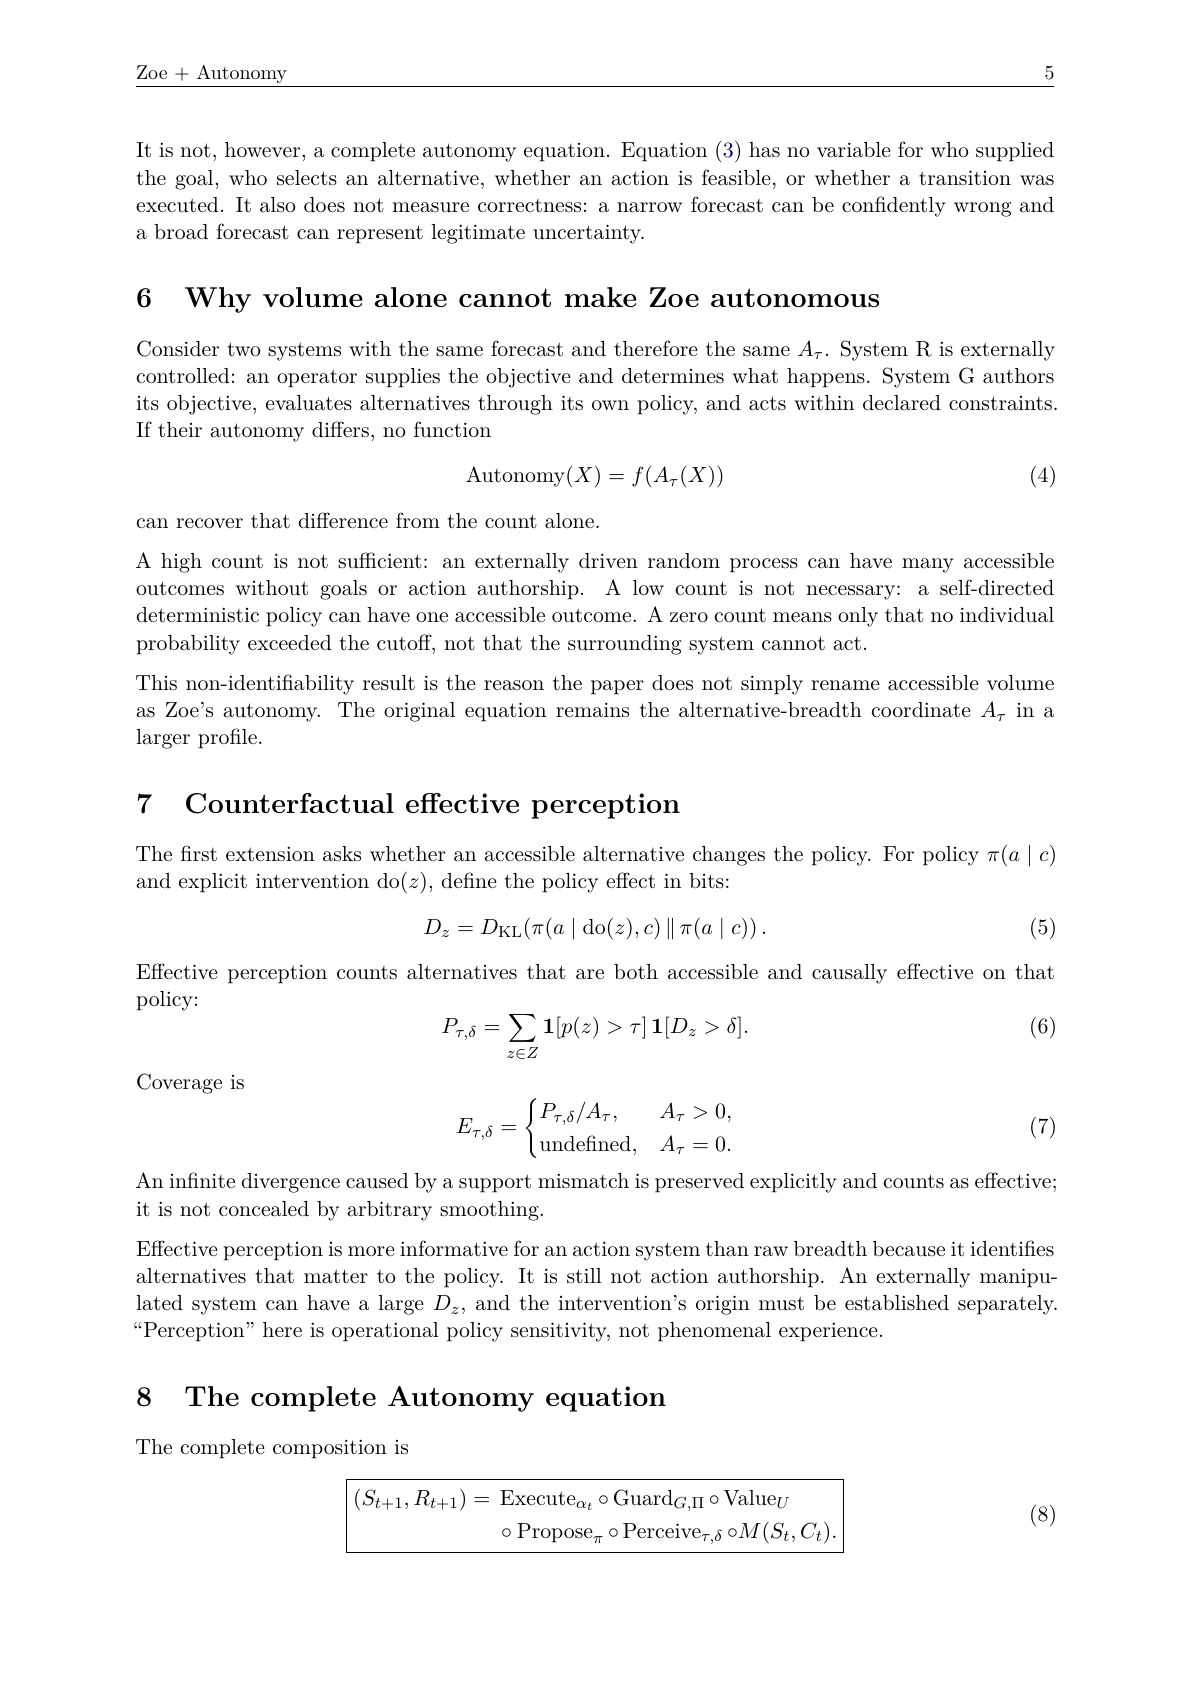 Zoe + Autonomy 5
It is not, however, a complete autonomy equation. Equation (3) has no variable for who supplied
the goal, who selects an alternative, whether an action is feasible, or whether a transition was
executed. It also does not measure correctness: a narrow forecast can be confidently wrong and
a broad forecast can represent legitimate uncertainty.
6 Why volume alone cannot make Zoe autonomous
Consider two systems with the same forecast and therefore the same A_τ. System R is externally
controlled: an operator supplies the objective and determines what happens. System G authors
its objective, evaluates alternatives through its own policy, and acts within declared constraints.
If their autonomy differs, no function
Autonomy(X) = f(A_τ(X)) (4)
can recover that difference from the count alone.
A high count is not sufficient: an externally driven random process can have many accessible
outcomes without goals or action authorship. A low count is not necessary: a self-directed
deterministic policy can have one accessible outcome. A zero count means only that no individual
probability exceeded the cutoff, not that the surrounding system cannot act.
This non-identifiability result is the reason the paper does not simply rename accessible volume
as Zoe's autonomy. The original equation remains the alternative-breadth coordinate A_τ in a
larger profile.
7 Counterfactual effective perception
The first extension asks whether an accessible alternative changes the policy. For policy π(a | c)
and explicit intervention do(z), define the policy effect in bits:
D_z = D_KL(π(a | do(z), c) ‖ π(a | c)). (5)
Effective perception counts alternatives that are both accessible and causally effective on that
policy:
P_τ,δ = ∑_{z∈Z} 1[p(z) > τ] 1[D_z > δ]. (6)
Coverage is
E_τ,δ = { P_τ,δ/A_τ, A_τ > 0, (7)
undefined, A_τ = 0.
An infinite divergence caused by a support mismatch is preserved explicitly and counts as effective;
it is not concealed by arbitrary smoothing.
Effective perception is more informative for an action system than raw breadth because it identifies
alternatives that matter to the policy. It is still not action authorship. An externally manipu-
lated system can have a large D_z, and the intervention's origin must be established separately.
“Perception” here is operational policy sensitivity, not phenomenal experience.
8 The complete Autonomy equation
The complete composition is
(S_{t+1}, R_{t+1}) = Execute_{α_t} ∘ Guard_{G,Π} ∘ Value_U
∘ Propose_π ∘ Perceive_{τ,δ} ∘ M(S_t, C_t). (8)